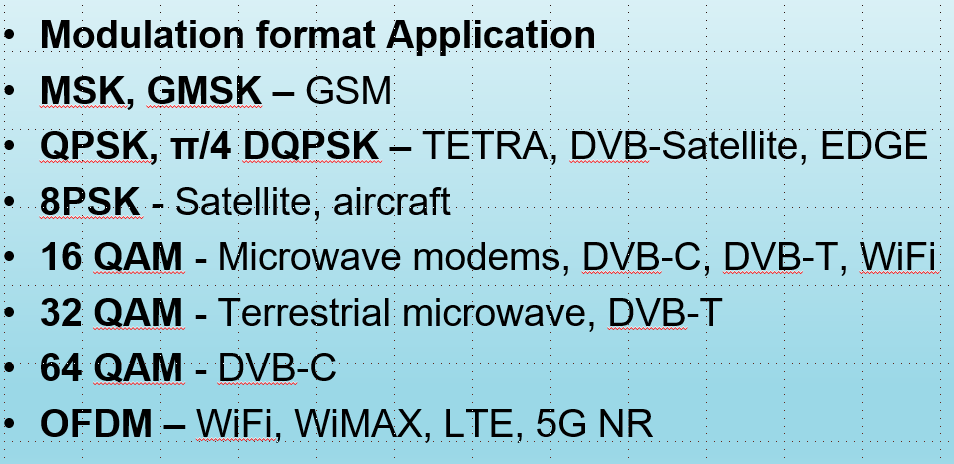 • Modulation format Application
• MSK, GMSK – GSM
• QPSK, π/4 DQPSK – TETRA, DVB-Satellite, EDGE
• 8PSK - Satellite, aircraft
• 16 QAM - Microwave modems, DVB-C, DVB-T, WiFi
• 32 QAM - Terrestrial microwave, DVB-T
• 64 QAM - DVB-C
• OFDM – WiFi, WiMAX, LTE, 5G NR